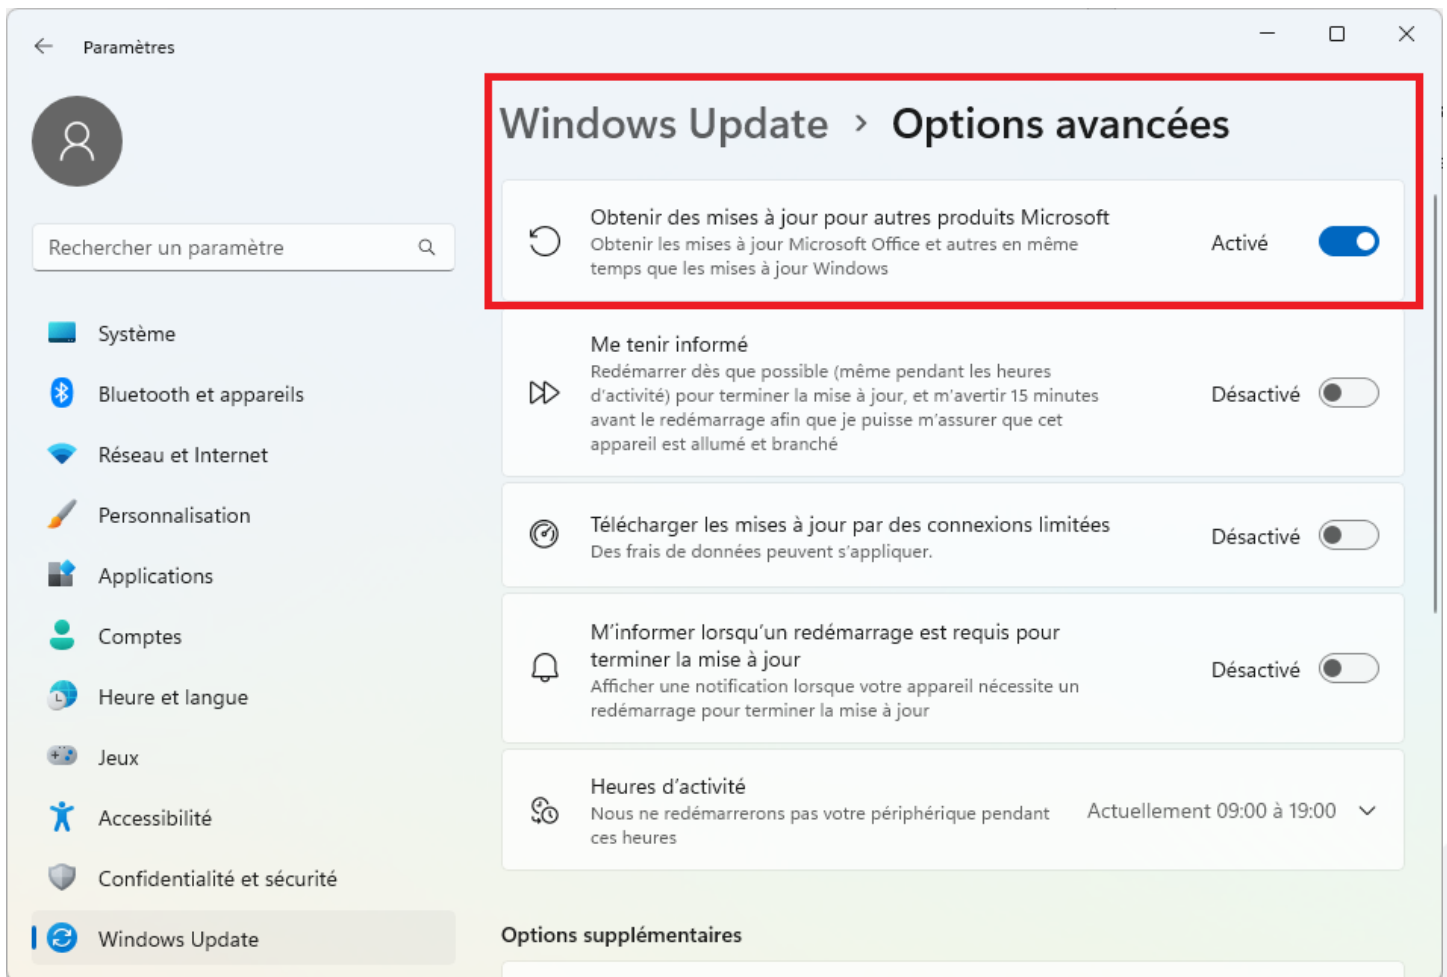 Paramètres
Rechercher un paramètre
Système
Bluetooth et appareils
Réseau et Internet
Personnalisation
Applications
Comptes
Heure et langue
Jeux
Accessibilité
Confidentialité et sécurité
Windows Update
Windows Update > Options avancées
Obtenir des mises à jour pour autres produits Microsoft
Obtenir les mises à jour Microsoft Office et autres en même
temps que les mises à jour Windows
Activé
Me tenir informé
Redémarrer dès que possible (même pendant les heures
d'activité) pour terminer la mise à jour, et m'avertir 15 minutes
avant le redémarrage afin que je puisse m'assurer que cet
appareil est allumé et branché
Désactivé
Télécharger les mises à jour par des connexions limitées
Des frais de données peuvent s'appliquer.
Désactivé
M'informer lorsqu'un redémarrage est requis pour
terminer la mise à jour
Afficher une notification lorsque votre appareil nécessite un
redémarrage pour terminer la mise à jour
Désactivé
Heures d'activité
Nous ne redémarrerons pas votre périphérique pendant
ces heures
Actuellement 09:00 à 19:00
Options supplémentaires